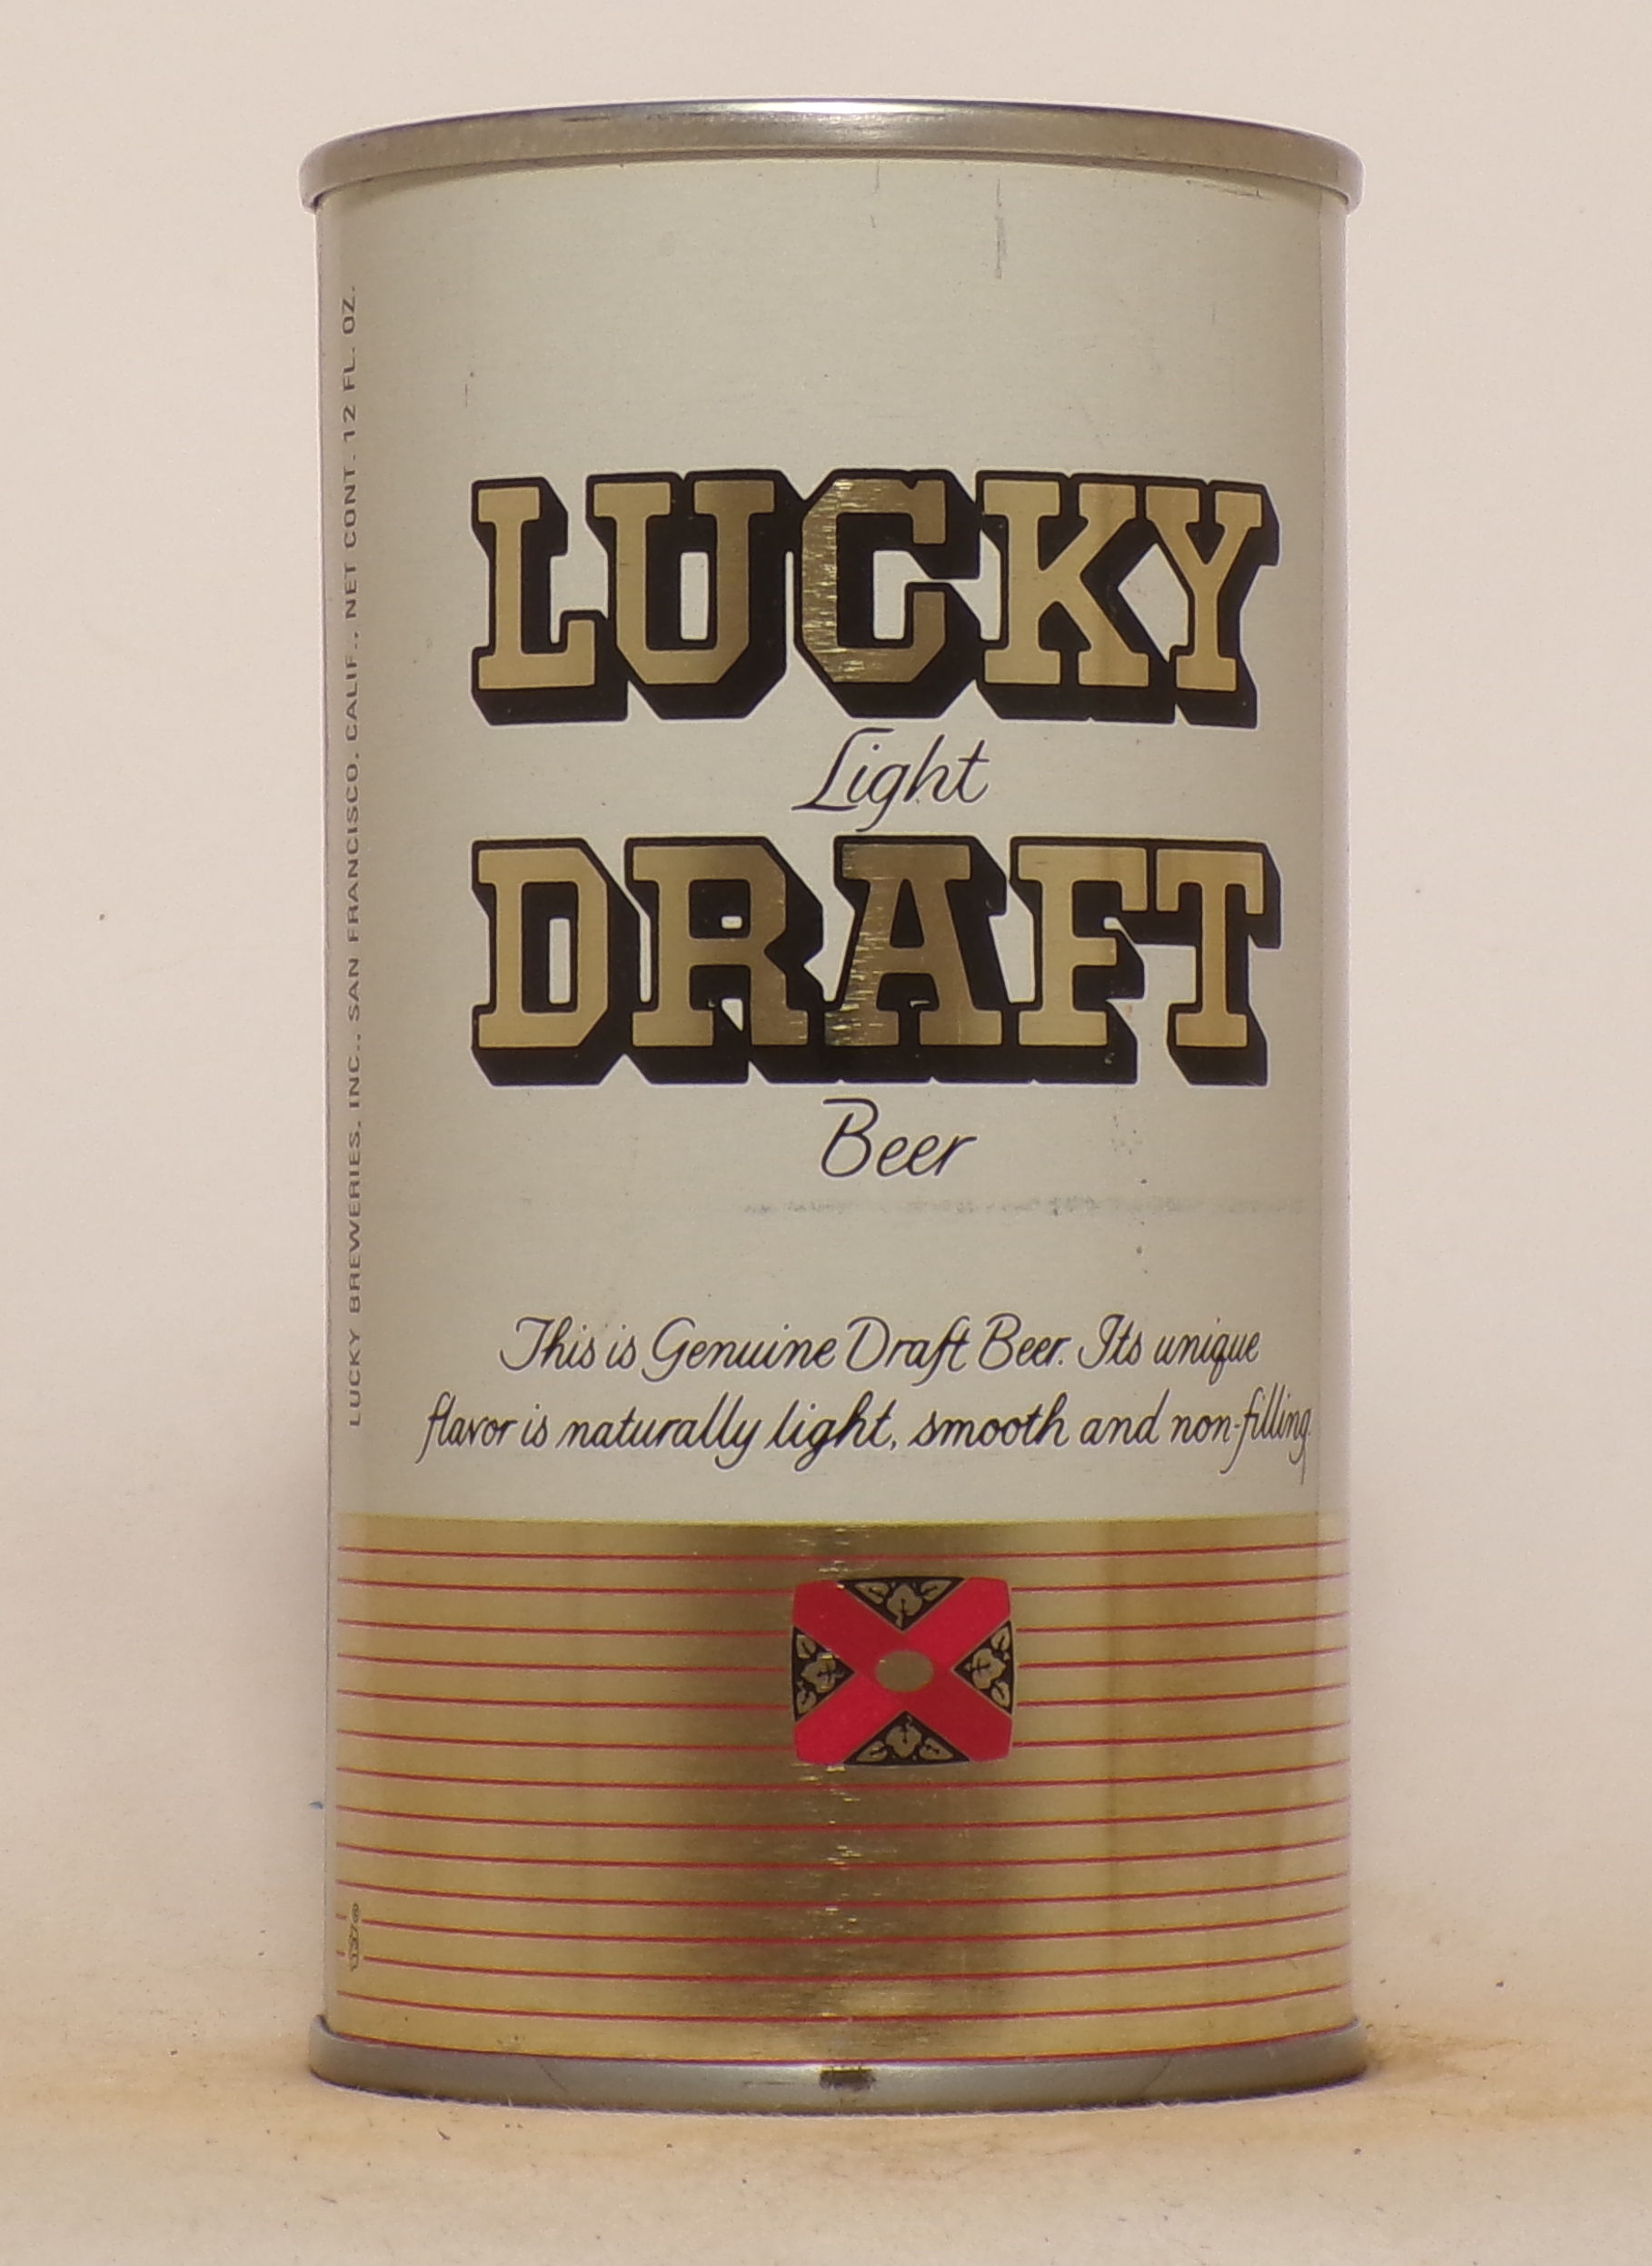 LUCKY
Light
DRAFT
Beer
This is Genuine Draft Beer. Its unique
flavor is naturally light, smooth and non-filling.
LUCKY BREWERIES, INC., SAN FRANCISCO, CALIF., NET CONT. 12 FL. OZ.